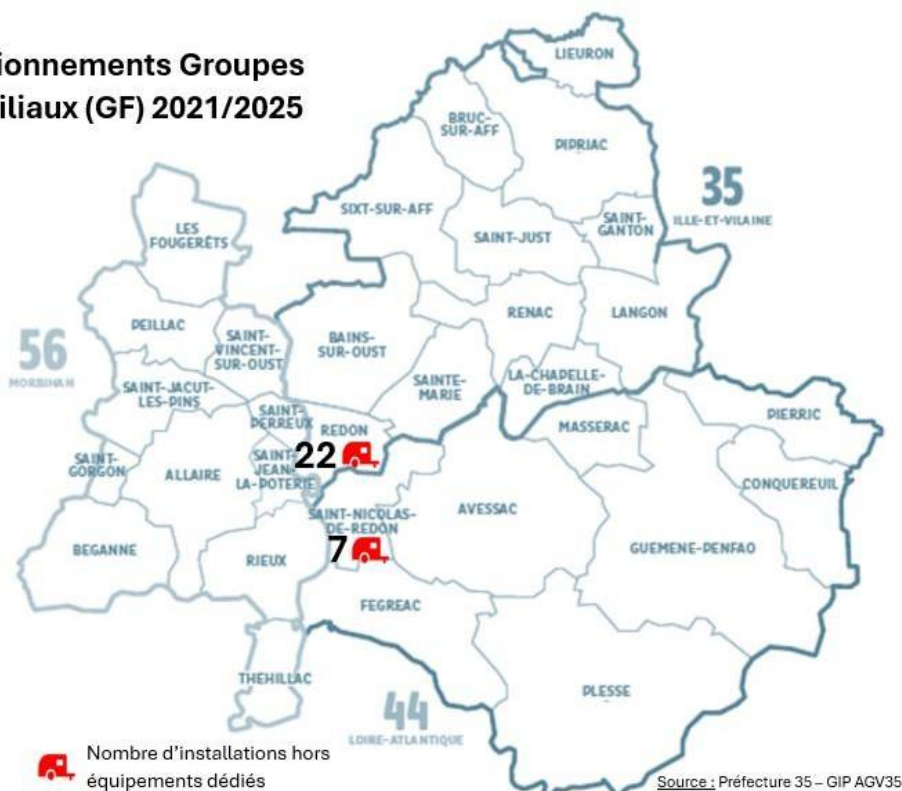 ionnements Groupes
iliaux (GF) 2021/2025
LIEURON
BRUC-
SUR-AFF
PIPRIAC
35
ILLE-ET-VILAINE
SIXT-SUR-AFF
SAINT-
GANTON
SAINT-JUST
LES
FOUGERÊTS
RENAC
LANGON
PEILLAC
SAINT-
VINCENT-
SUR-OUST
BAINS-
SUR-OUST
56
MORBIHAN
SAINTE-
MARIE
LA-CHAPELLE-
DE-BRAIN
SAINT-JACUT-
LES-PINS
SAINT-
PERREUX
REDON
22
MASSERAC
PIERRIC
SAINT-
GORGON
ALLAIRE
SAINT-
JEAN-
LA-POTERIE
CONQUEREUIL
SAINT-NICOLAS-
DE-REDON
7
AVESSAC
BEGANNE
RIEUX
GUEMENE-PENFAO
FEGREAC
THEHILLAC
PLESSE
44
LOIRE-ATLANTIQUE
Nombre d’installations hors
équipements dédiés
Source : Préfecture 35 – GIP AGV35